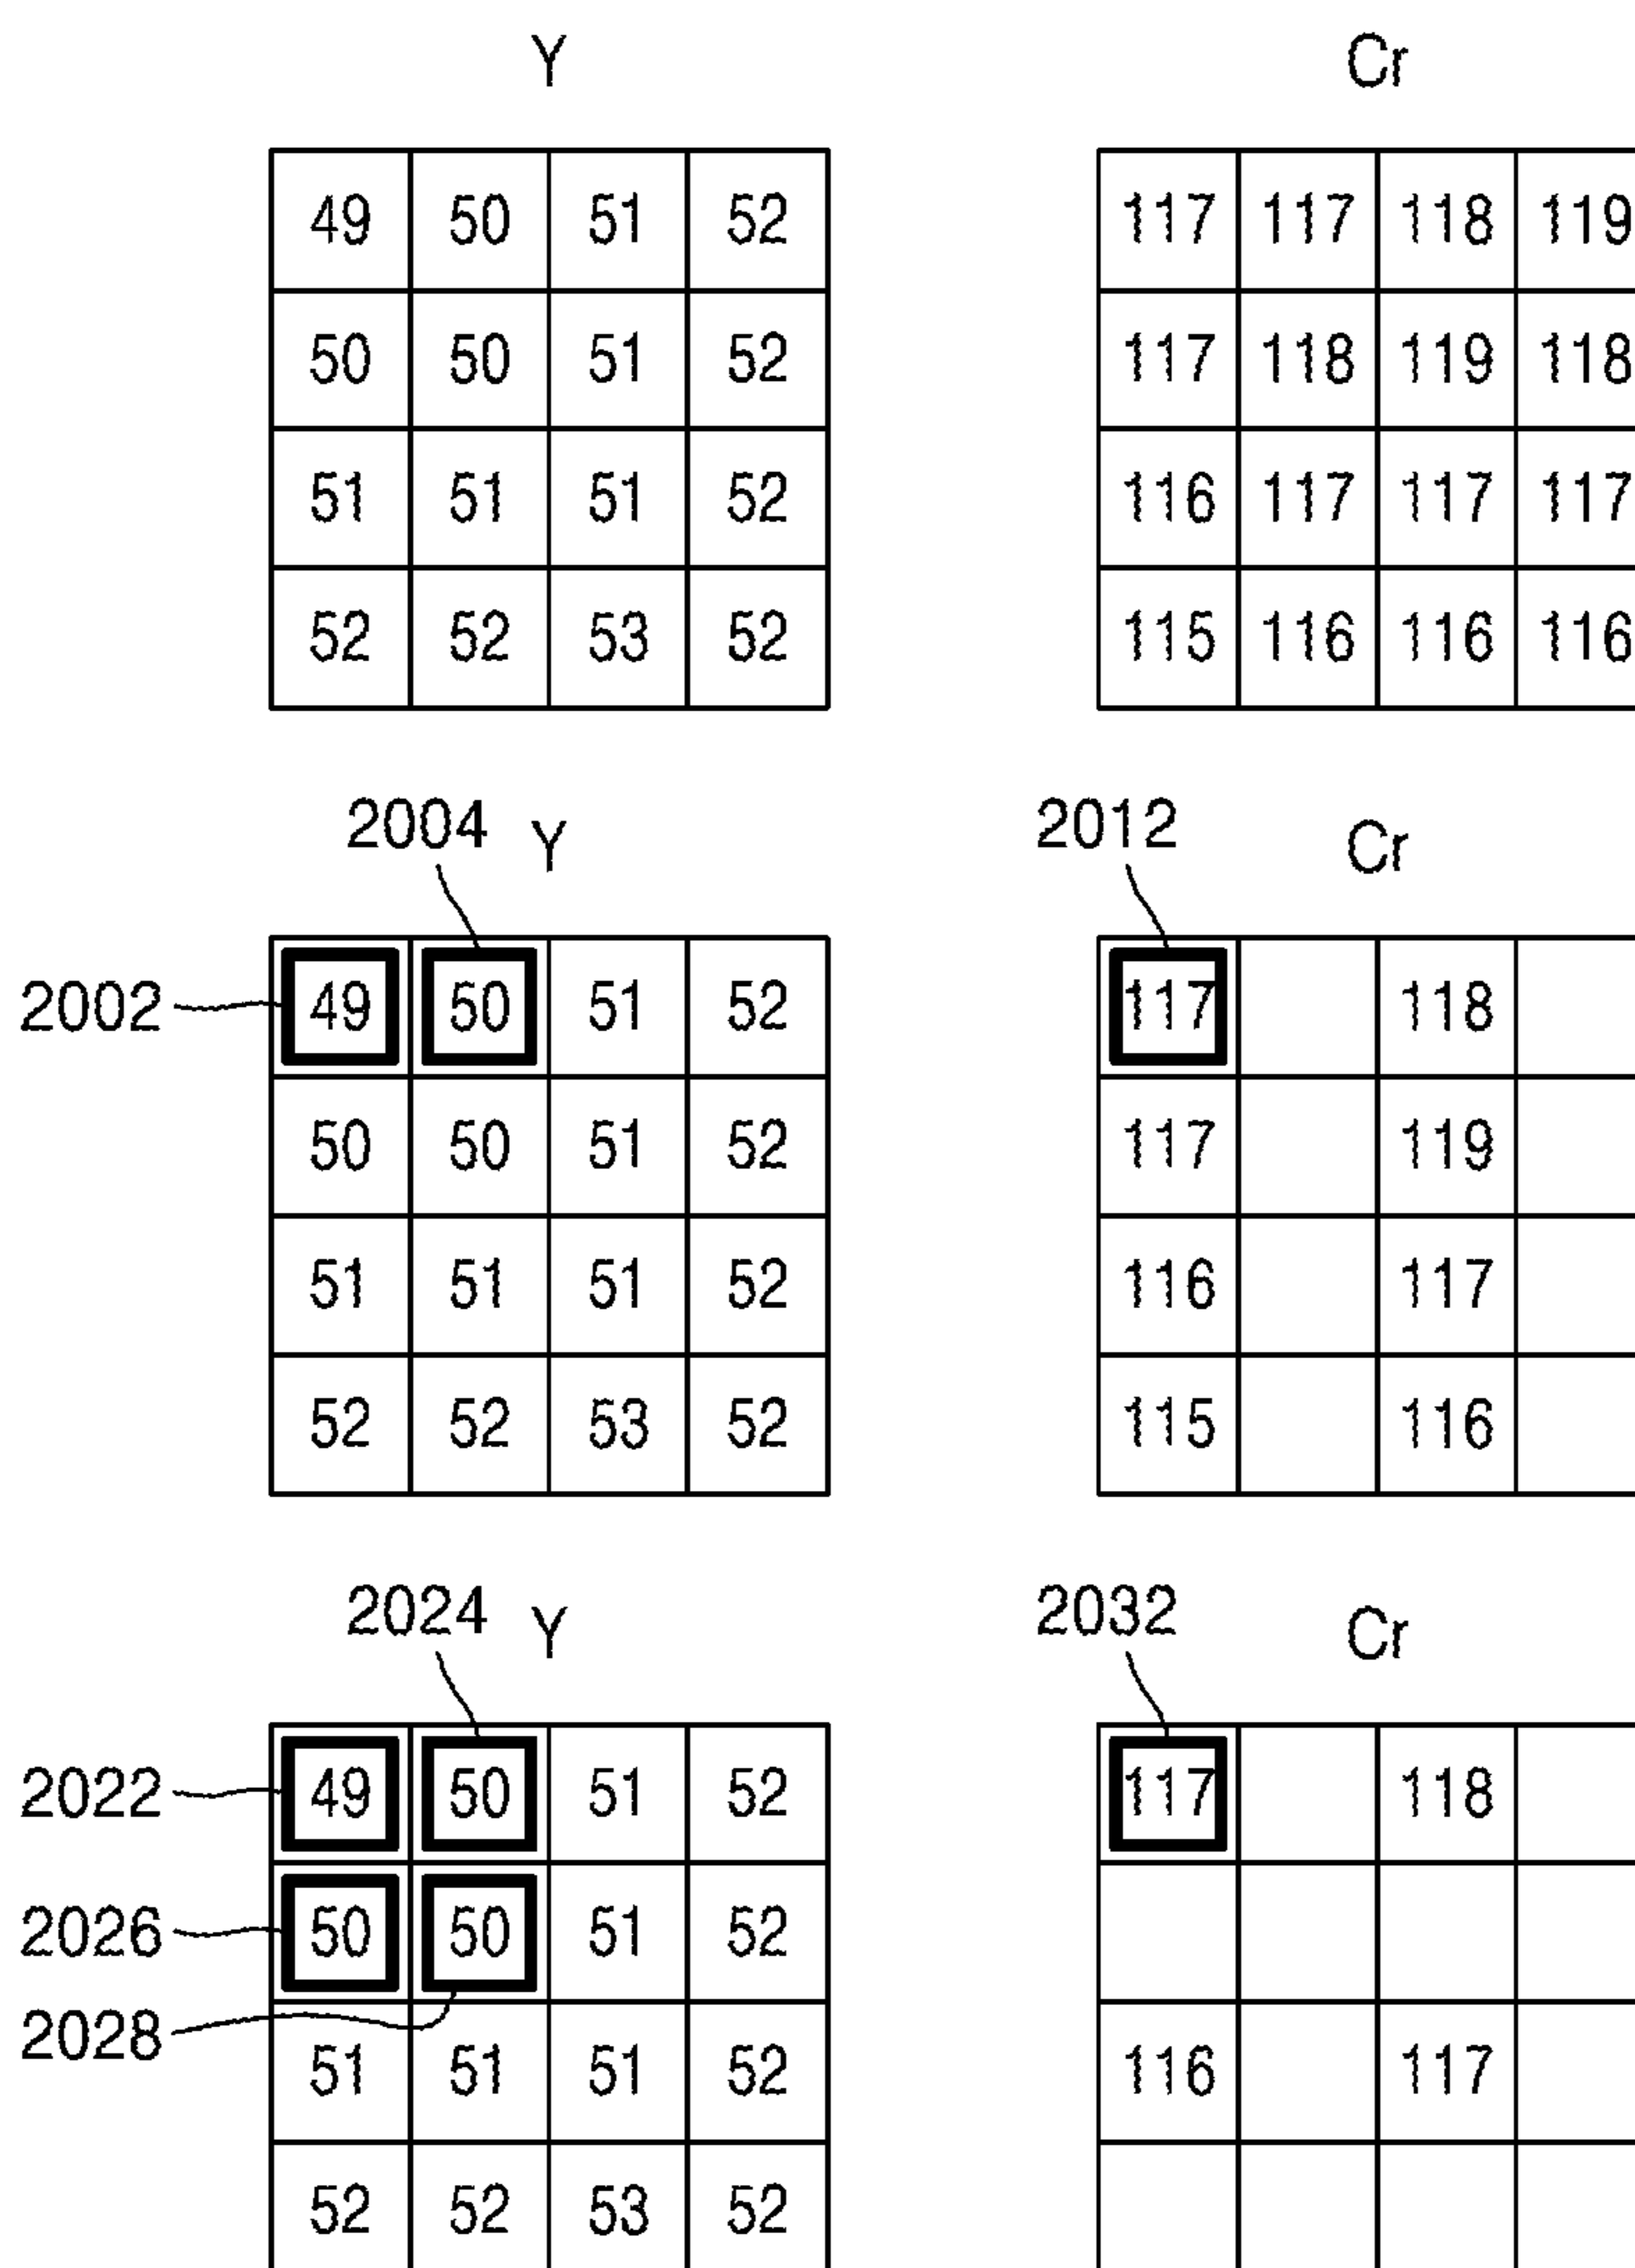 Y Cr
49 50 51 52 117 117 118 119
50 50 51 52 117 118 119 118
51 51 51 52 116 117 117 117
52 52 53 52 115 116 116 116
2004 Y 2012 Cr
2002 49 50 51 52 117 118
50 50 51 52 117 119
51 51 51 52 116 117
52 52 53 52 115 116
2024 Y 2032 Cr
2022 49 50 51 52 117 118
2026 50 50 51 52
2028 51 51 51 52 116 117
52 52 53 52